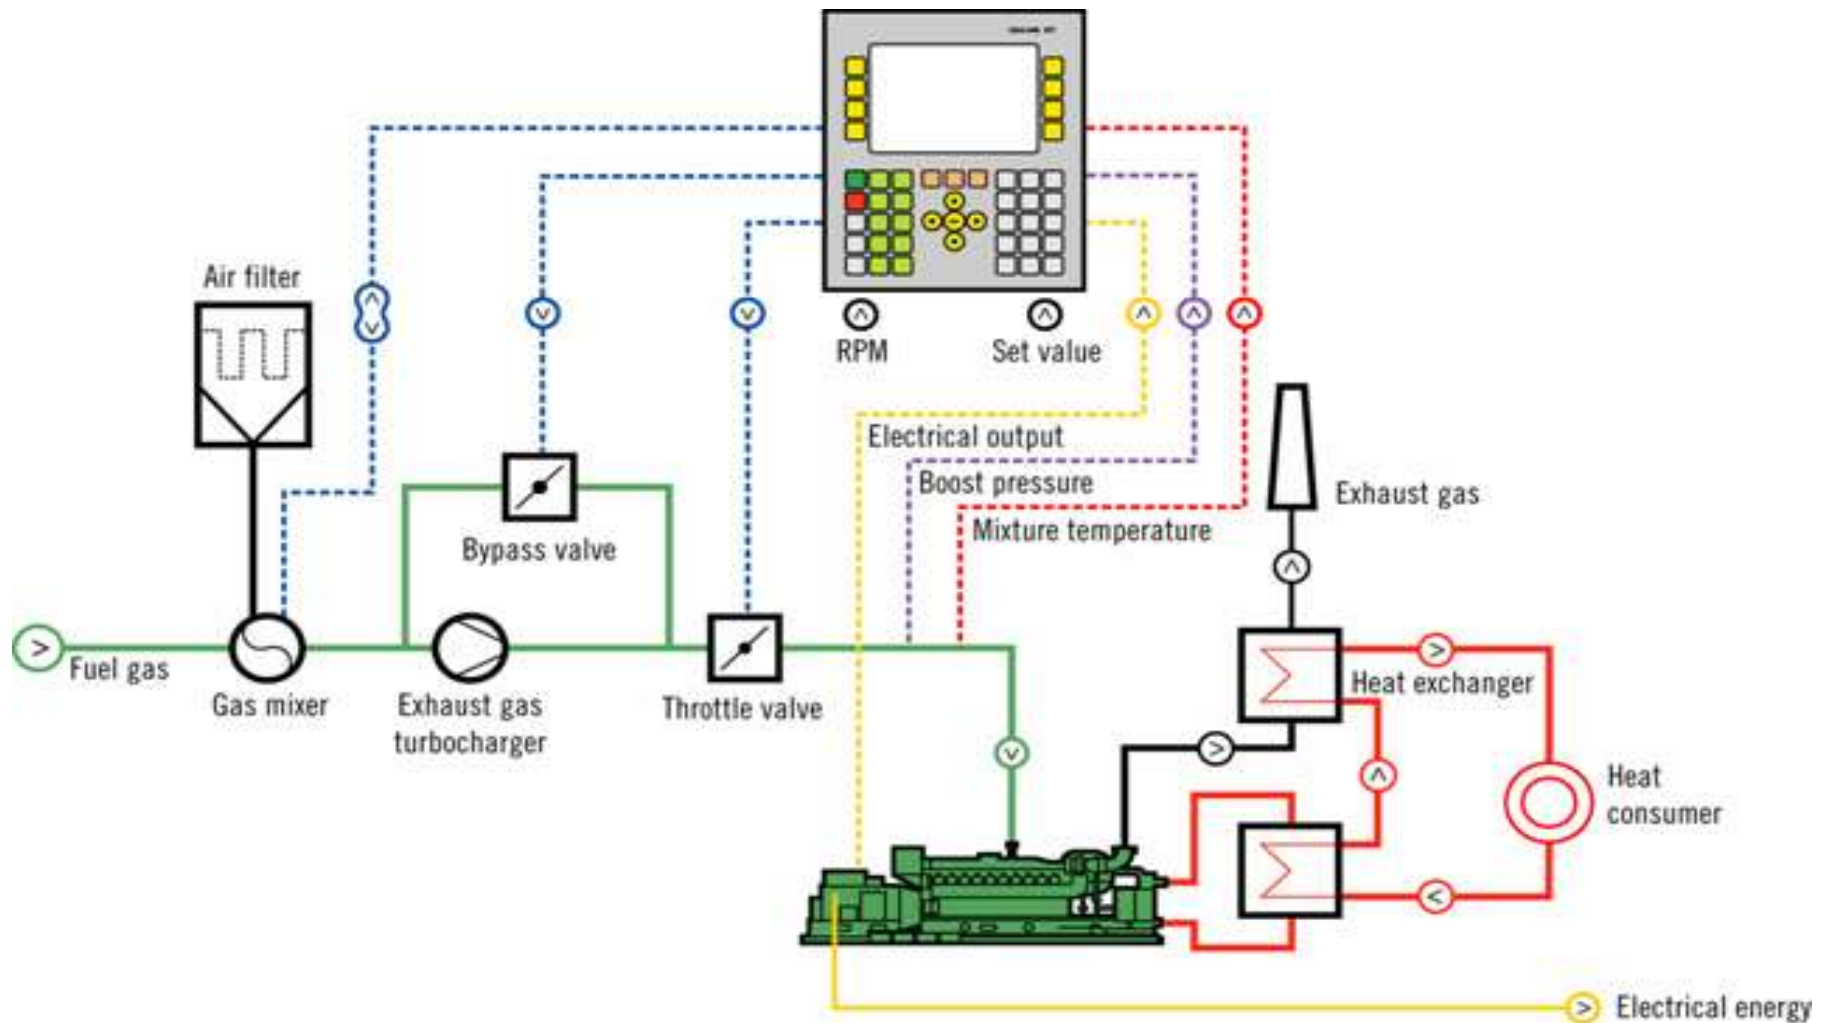 Air filter
RPM
Set value
Electrical output
Boost pressure
Mixture temperature
Exhaust gas
Bypass valve
Fuel gas
Gas mixer
Exhaust gas
turbocharger
Throttle valve
Heat exchanger
Heat
consumer
Electrical energy